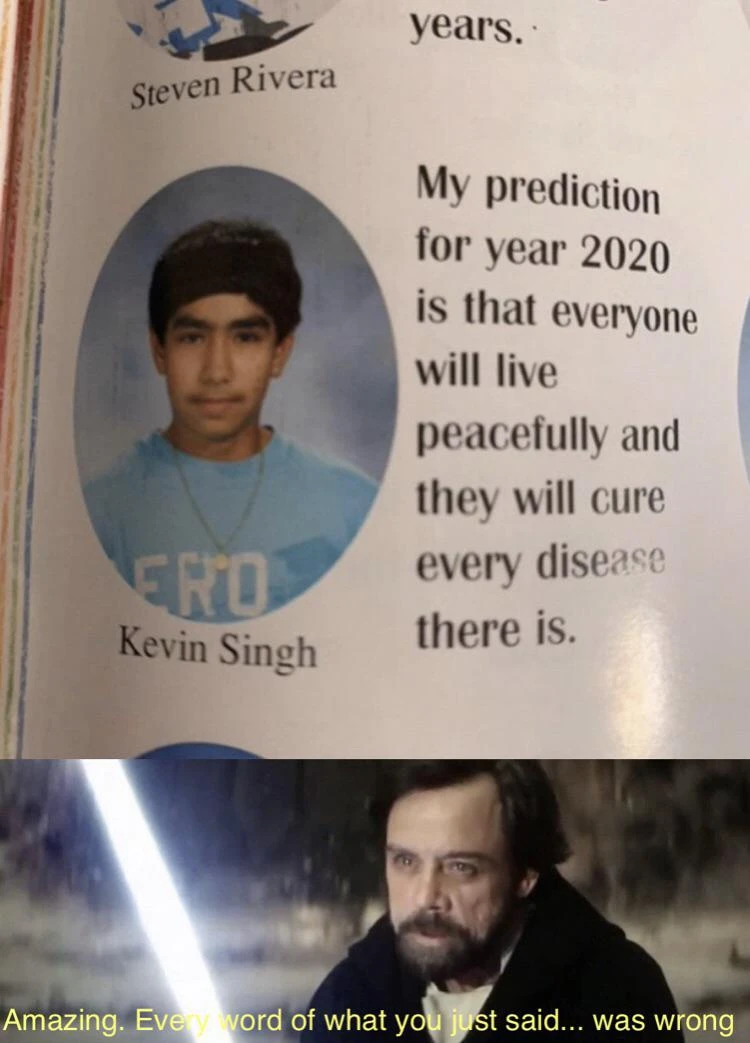 years.
Steven Rivera
My prediction
for year 2020
is that everyone
will live
peacefully and
they will cure
every disease
there is.
ERO
Kevin Singh
Amazing. Every word of what you just said... was wrong